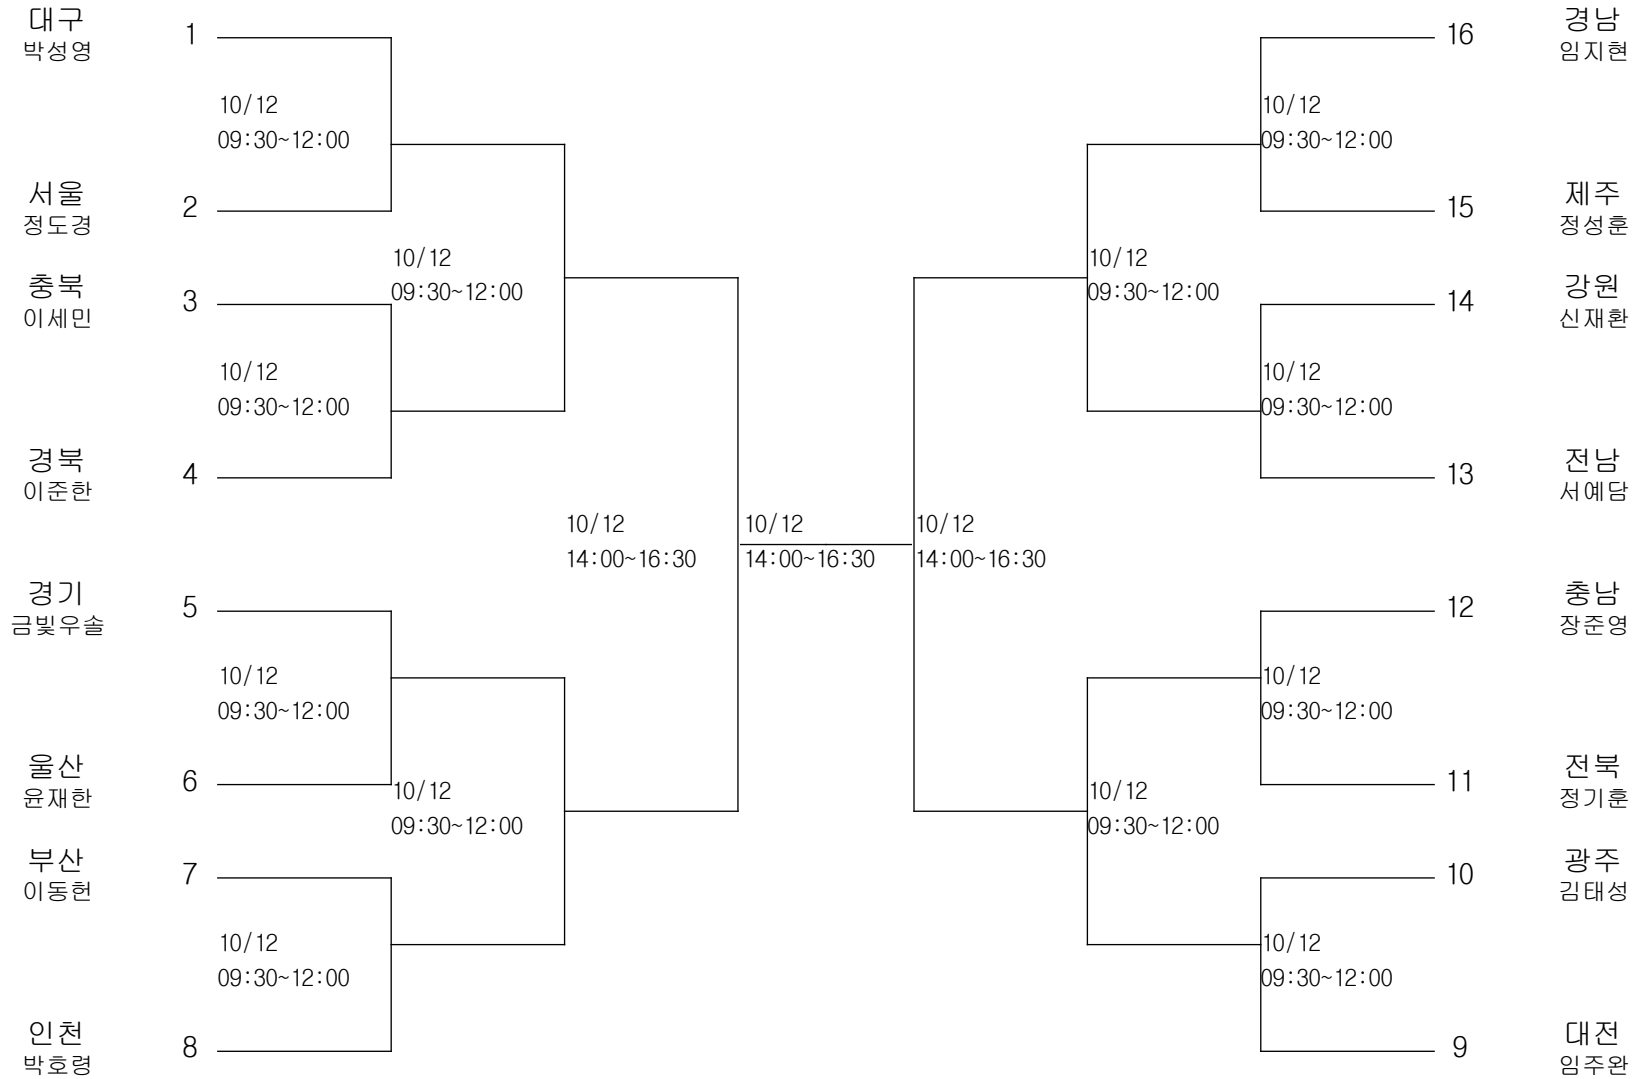 대구
박성영
1
10/12
09:30~12:00
서울
정도경
2
10/12
09:30~12:00
충북
이세민
3
10/12
09:30~12:00
경북
이준한
4
10/12
14:00~16:30
경기
금빛우솔
5
10/12
09:30~12:00
울산
윤재한
6
10/12
09:30~12:00
부산
이동헌
7
10/12
09:30~12:00
인천
박호령
8
10/12
14:00~16:30
16
경남
임지현
10/12
09:30~12:00
15
제주
정성훈
10/12
09:30~12:00
14
강원
신재환
10/12
09:30~12:00
13
전남
서예담
10/12
14:00~16:30
12
충남
장준영
10/12
09:30~12:00
11
전북
정기훈
10/12
09:30~12:00
10
광주
김태성
10/12
09:30~12:00
9
대전
임주완